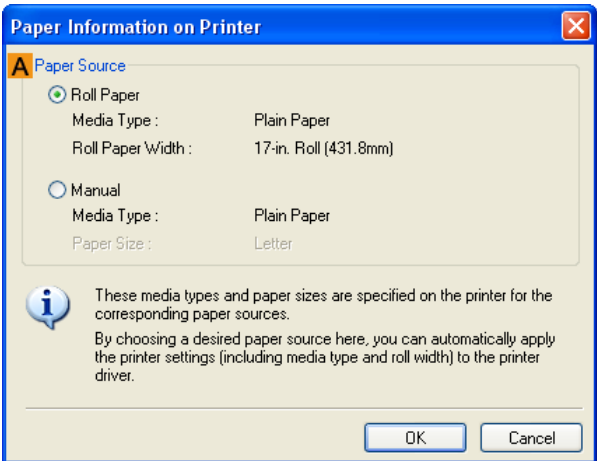 Paper Information on Printer
A Paper Source
Roll Paper
Media Type : Plain Paper
Roll Paper Width : 17-in. Roll (431.8mm)
Manual
Media Type : Plain Paper
Paper Size : Letter
These media types and paper sizes are specified on the printer for the
corresponding paper sources.
By choosing a desired paper source here, you can automatically apply
the printer settings (including media type and roll width) to the printer
driver.
OK Cancel